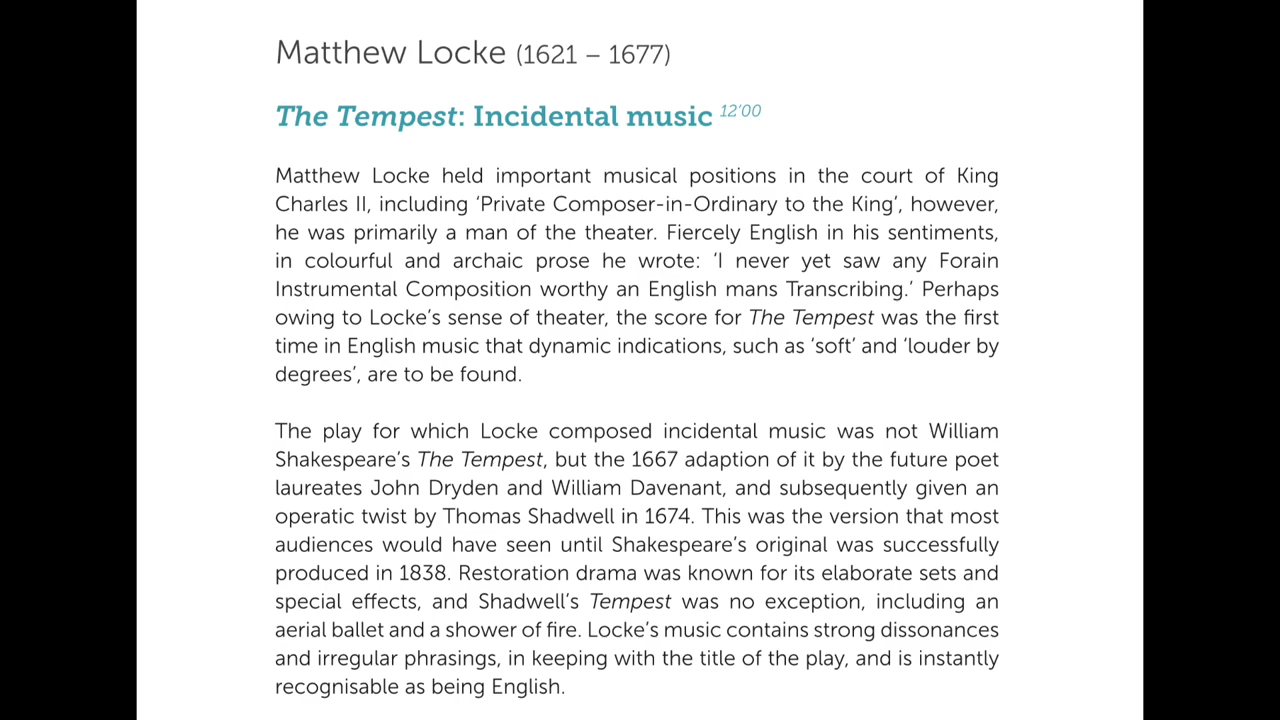 Matthew Locke (1621 – 1677)
The Tempest: Incidental music 12’00
Matthew Locke held important musical positions in the court of King
Charles II, including ‘Private Composer-in-Ordinary to the King’, however,
he was primarily a man of the theater. Fiercely English in his sentiments,
in colourful and archaic prose he wrote: ‘I never yet saw any Forain
Instrumental Composition worthy an English mans Transcribing.’ Perhaps
owing to Locke’s sense of theater, the score for The Tempest was the first
time in English music that dynamic indications, such as ‘soft’ and ‘louder by
degrees’, are to be found.
The play for which Locke composed incidental music was not William
Shakespeare’s The Tempest, but the 1667 adaption of it by the future poet
laureates John Dryden and William Davenant, and subsequently given an
operatic twist by Thomas Shadwell in 1674. This was the version that most
audiences would have seen until Shakespeare’s original was successfully
produced in 1838. Restoration drama was known for its elaborate sets and
special effects, and Shadwell’s Tempest was no exception, including an
aerial ballet and a shower of fire. Locke’s music contains strong dissonances
and irregular phrasings, in keeping with the title of the play, and is instantly
recognisable as being English.